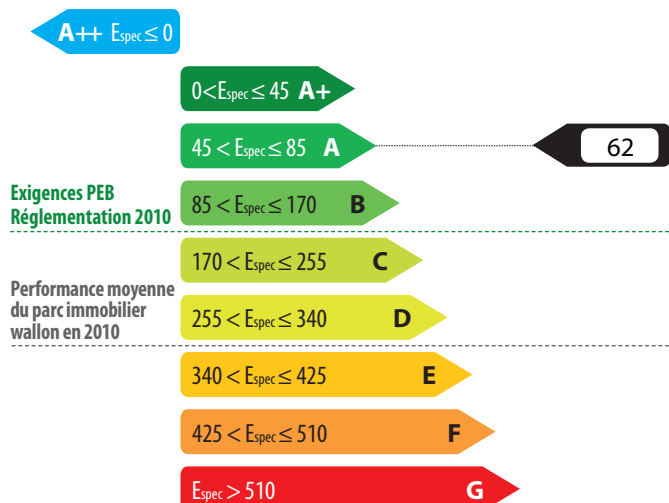 A++ Espec ≤ 0
0<Espec ≤ 45 A+
45 < Espec ≤ 85 A
62
Exigences PEB
Réglementation 2010
85 < Espec ≤ 170 B
170 < Espec ≤ 255 C
Performance moyenne
du parc immobilier
wallon en 2010
255 < Espec ≤ 340 D
340 < Espec ≤ 425 E
425 < Espec ≤ 510 F
Espec > 510 G